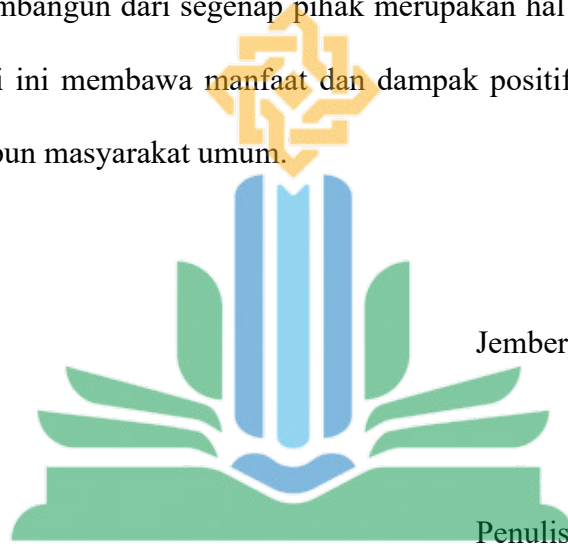 mbangun dari segenap pihak merupakan hal
i ini membawa manfaat dan dampak positif
pun masyarakat umum.
Jember
Penulis